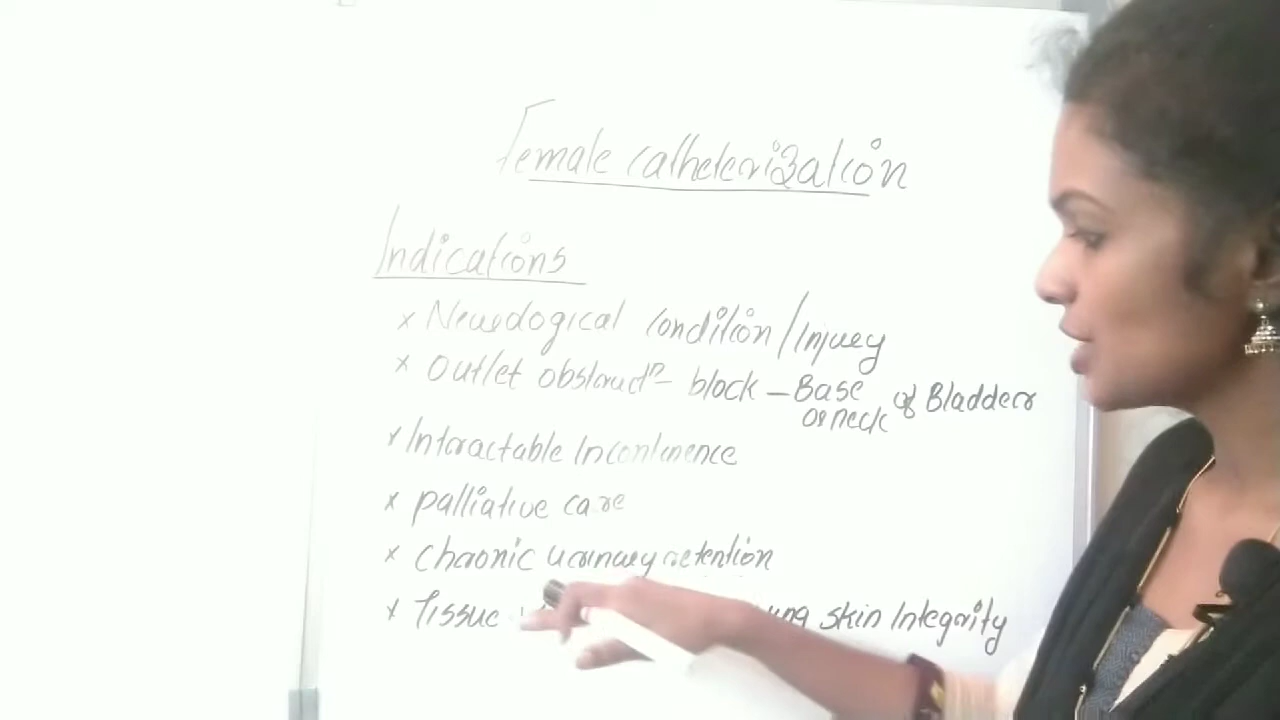 Female catheterization
Indications
x Neurological condition/Injury
x Outlet obstructn - block - Base of Bladder
or neck
x Intractable Incontinence
x palliative care
x chronic urinary retention
x Tissue skin Integrity